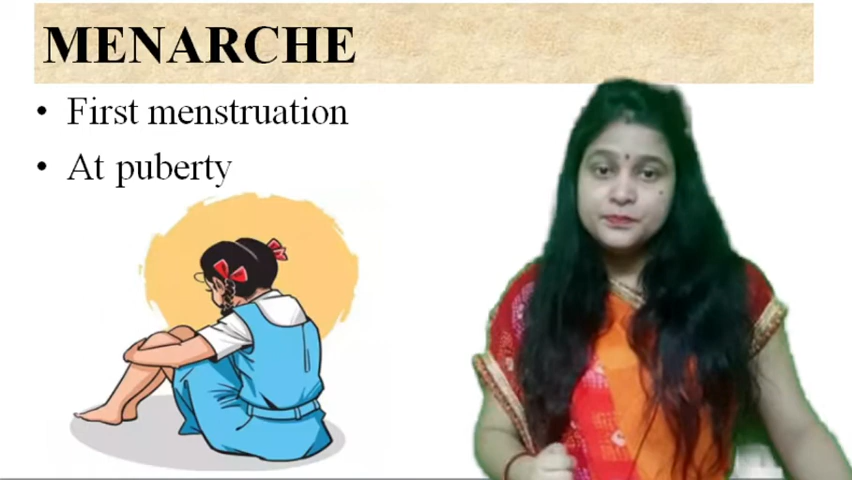 MENARCHE
• First menstruation
• At puberty